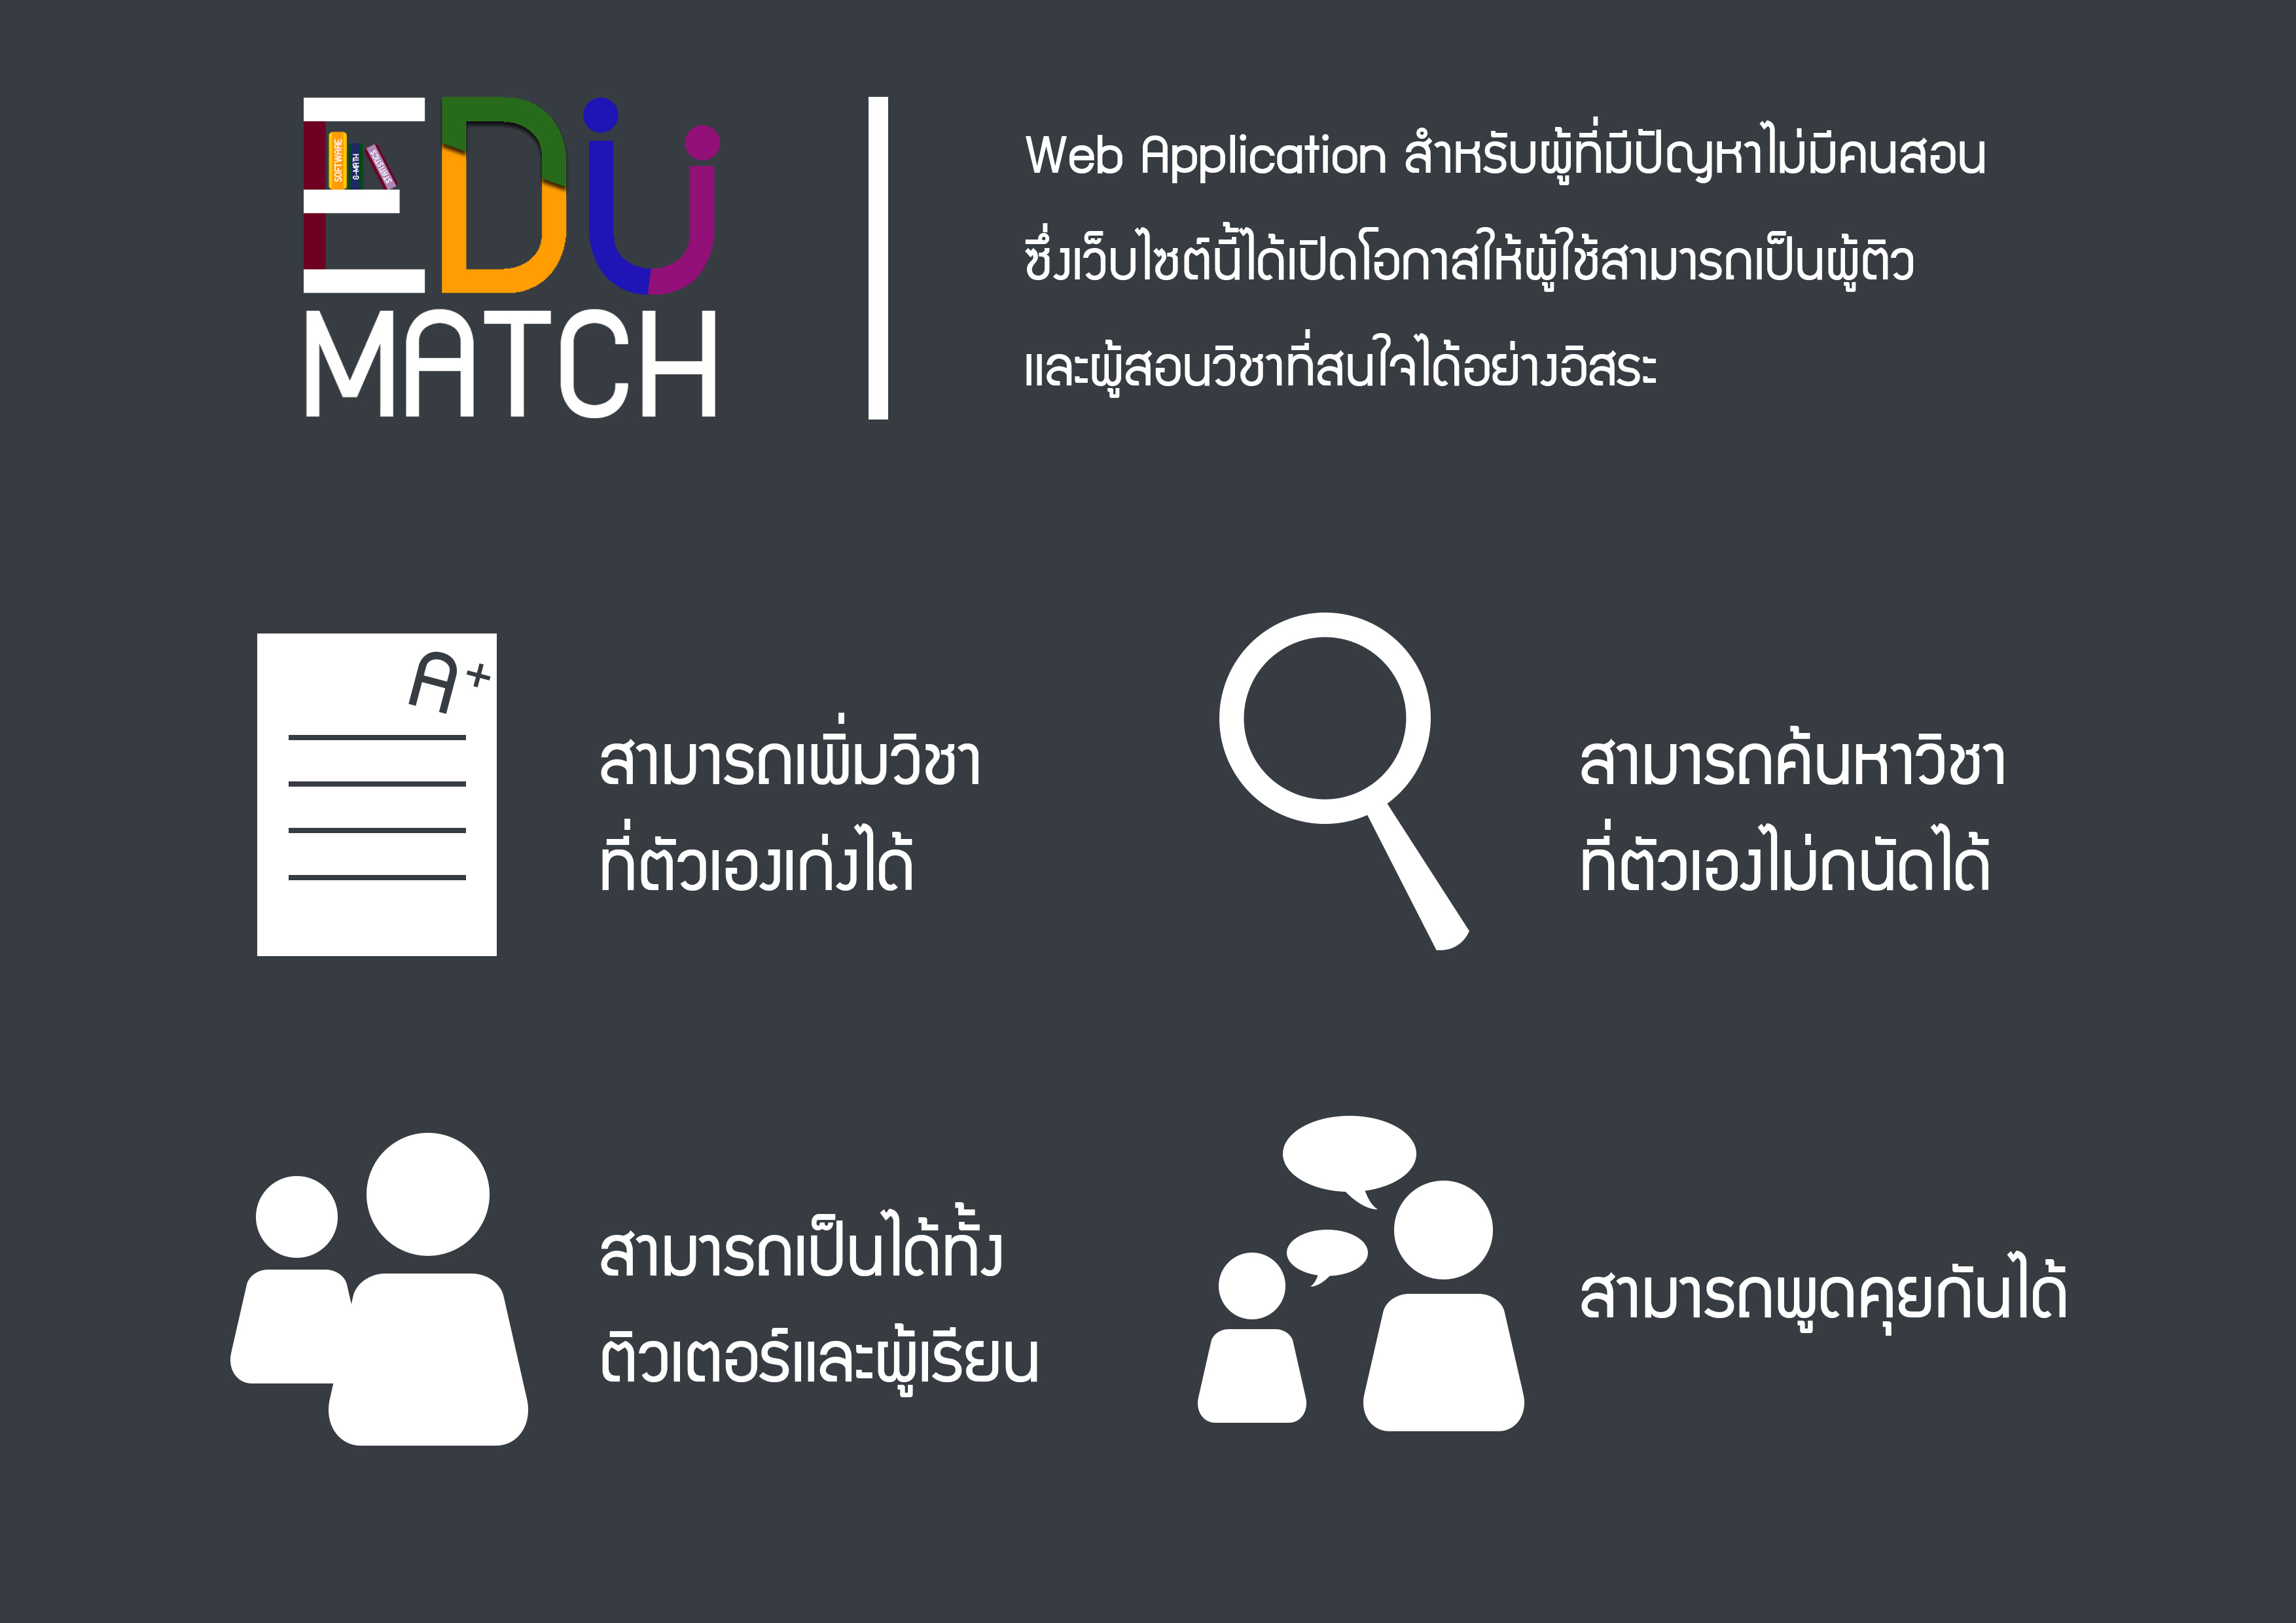 EDU
SOFTWARE
G-MATH
STATISTICS
MATCH
Web Application สำหรับผู้ที่มีปัญหาไม่มีคนสอน
ซึ่งเว็บไซต์นี้ได้เปิดโอกาสให้ผู้ใช้สามารถเป็นผู้ติว
และผู้สอนวิชาที่สนใจได้อย่างอิสระ
A+
สามารถเพิ่มวิชา
ที่ตัวเองเก่งได้
สามารถค้นหาวิชา
ที่ตัวเองไม่ถนัดได้
สามารถเป็นได้ทั้ง
ติวเตอร์และผู้เรียน
สามารถพูดคุยกันได้